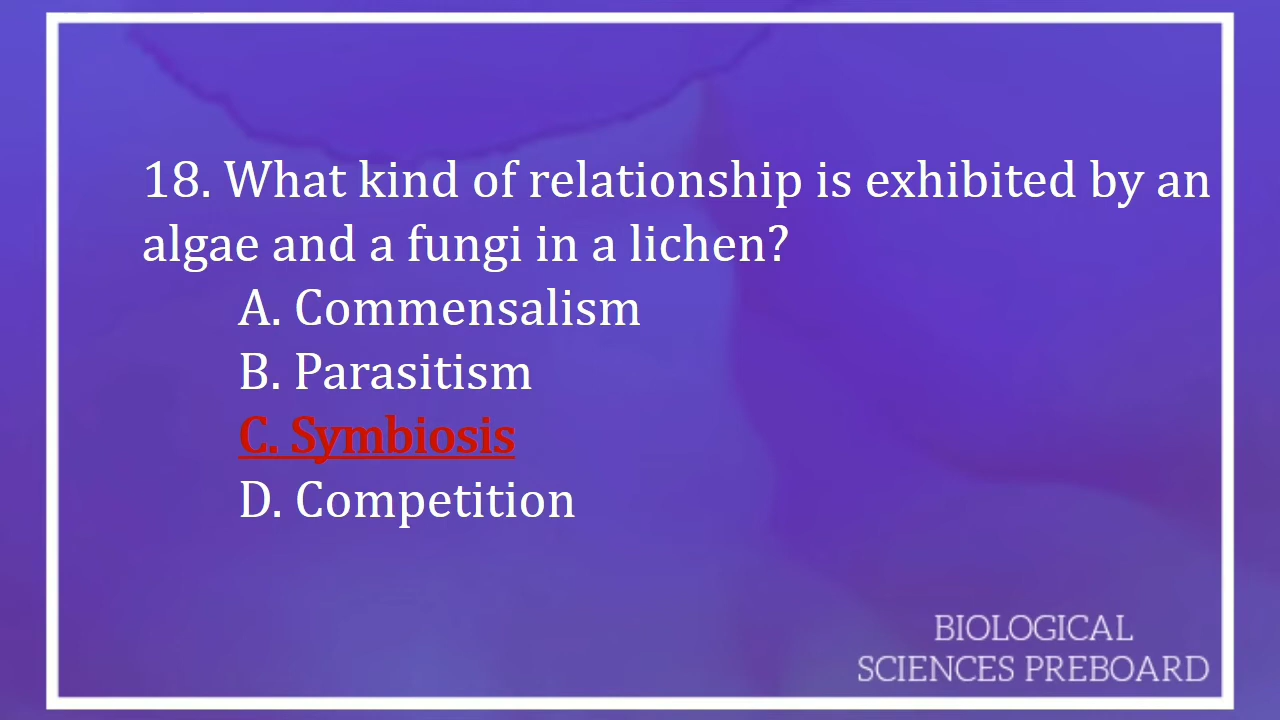 18. What kind of relationship is exhibited by an
algae and a fungi in a lichen?
A. Commensalism
B. Parasitism
C. Symbiosis
D. Competition
BIOLOGICAL
SCIENCES PREBOARD